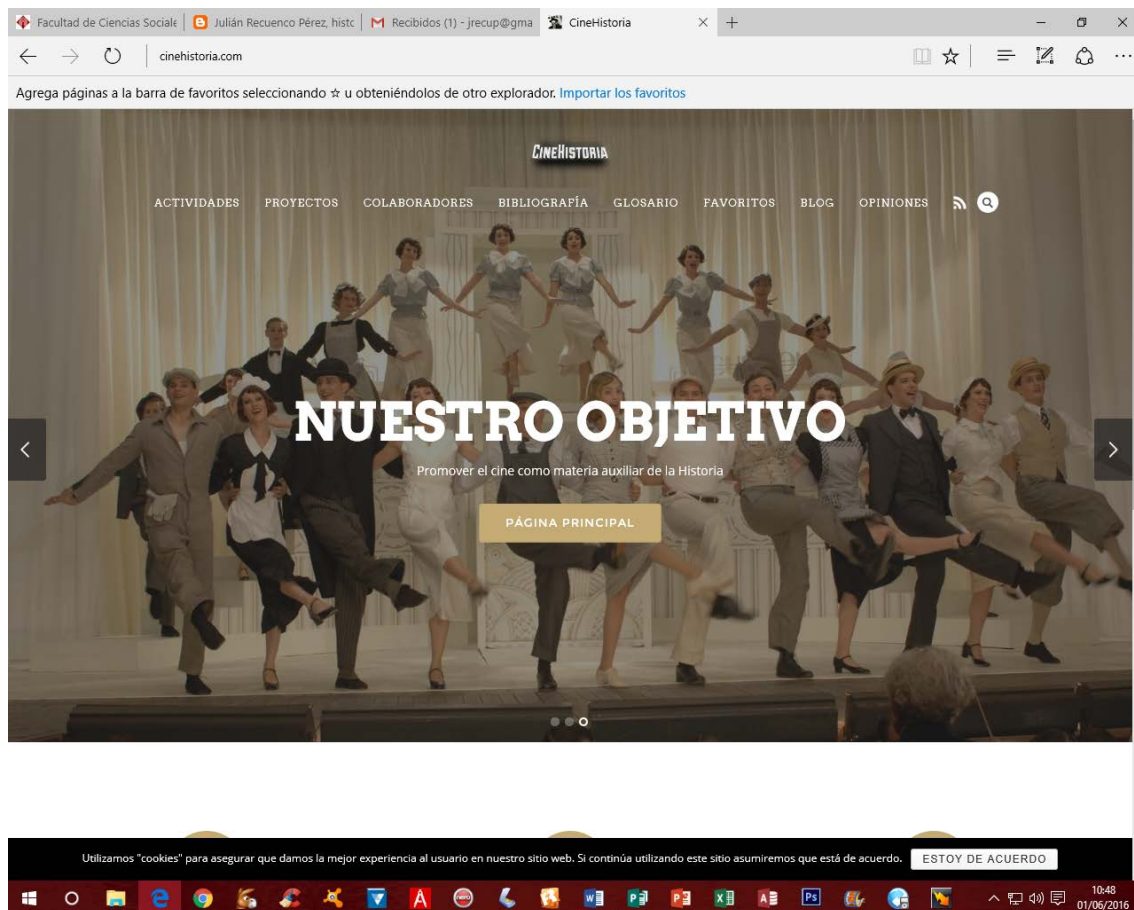 Facultad de Ciencias Sociale
Julián Recuenco Pérez, histo
Recibidos (1) - jrecup@gma
CineHistoria
cinehistoria.com
Agrega páginas a la barra de favoritos seleccionando ☆ u obteniéndolos de otro explorador. Importar los favoritos
CINEHISTORIA
ACTIVIDADES PROYECTOS COLABORADORES BIBLIOGRAFÍA GLOSARIO FAVORITOS BLOG OPINIONES
NUESTRO OBJETIVO
Promover el cine como materia auxiliar de la Historia
PÁGINA PRINCIPAL
Utilizamos "cookies" para asegurar que damos la mejor experiencia al usuario en nuestro sitio web. Si continúa utilizando este sitio asumiremos que está de acuerdo. ESTOY DE ACUERDO
10:48
01/06/2016